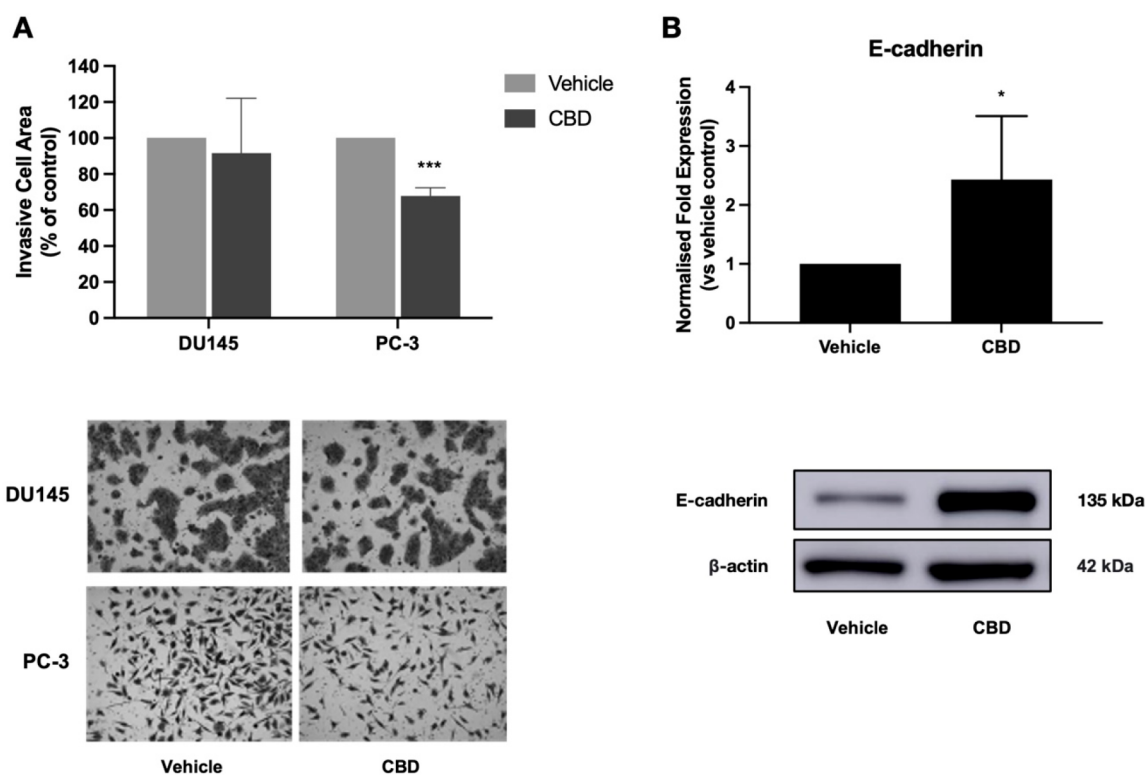 A
140
120
100
80
60
40
20
0
Invasive Cell Area
(% of control)
***
DU145
PC-3
Vehicle
CBD
DU145
PC-3
Vehicle
CBD
B
E-cadherin
4
3
2
1
0
Normalised Fold Expression
(vs vehicle control)
*
Vehicle
CBD
E-cadherin
135 kDa
β-actin
42 kDa
Vehicle
CBD